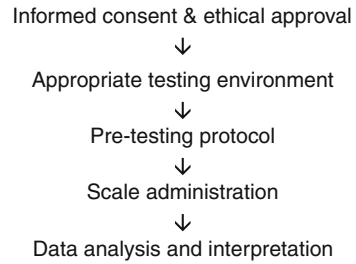 Informed consent & ethical approval
↓
Appropriate testing environment
↓
Pre-testing protocol
↓
Scale administration
↓
Data analysis and interpretation